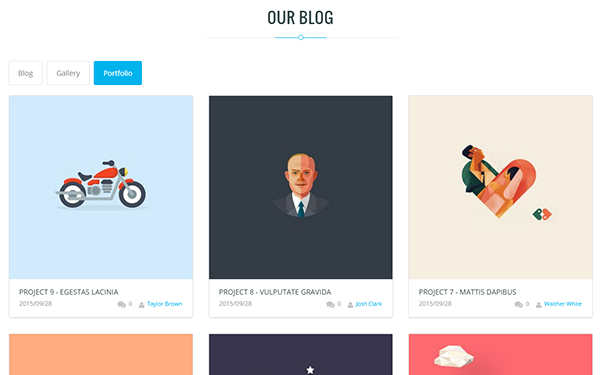 OUR BLOG
Blog Gallery Portfolio
PROJECT 9 - EGESTAS LACINIA
2015/09/28 0 Taylor Brown
PROJECT 8 - VULPUTATE GRAVIDA
2015/09/28 0 Josh Clark
PROJECT 7 - MATTIS DAPIBUS
2015/09/28 0 Walther White